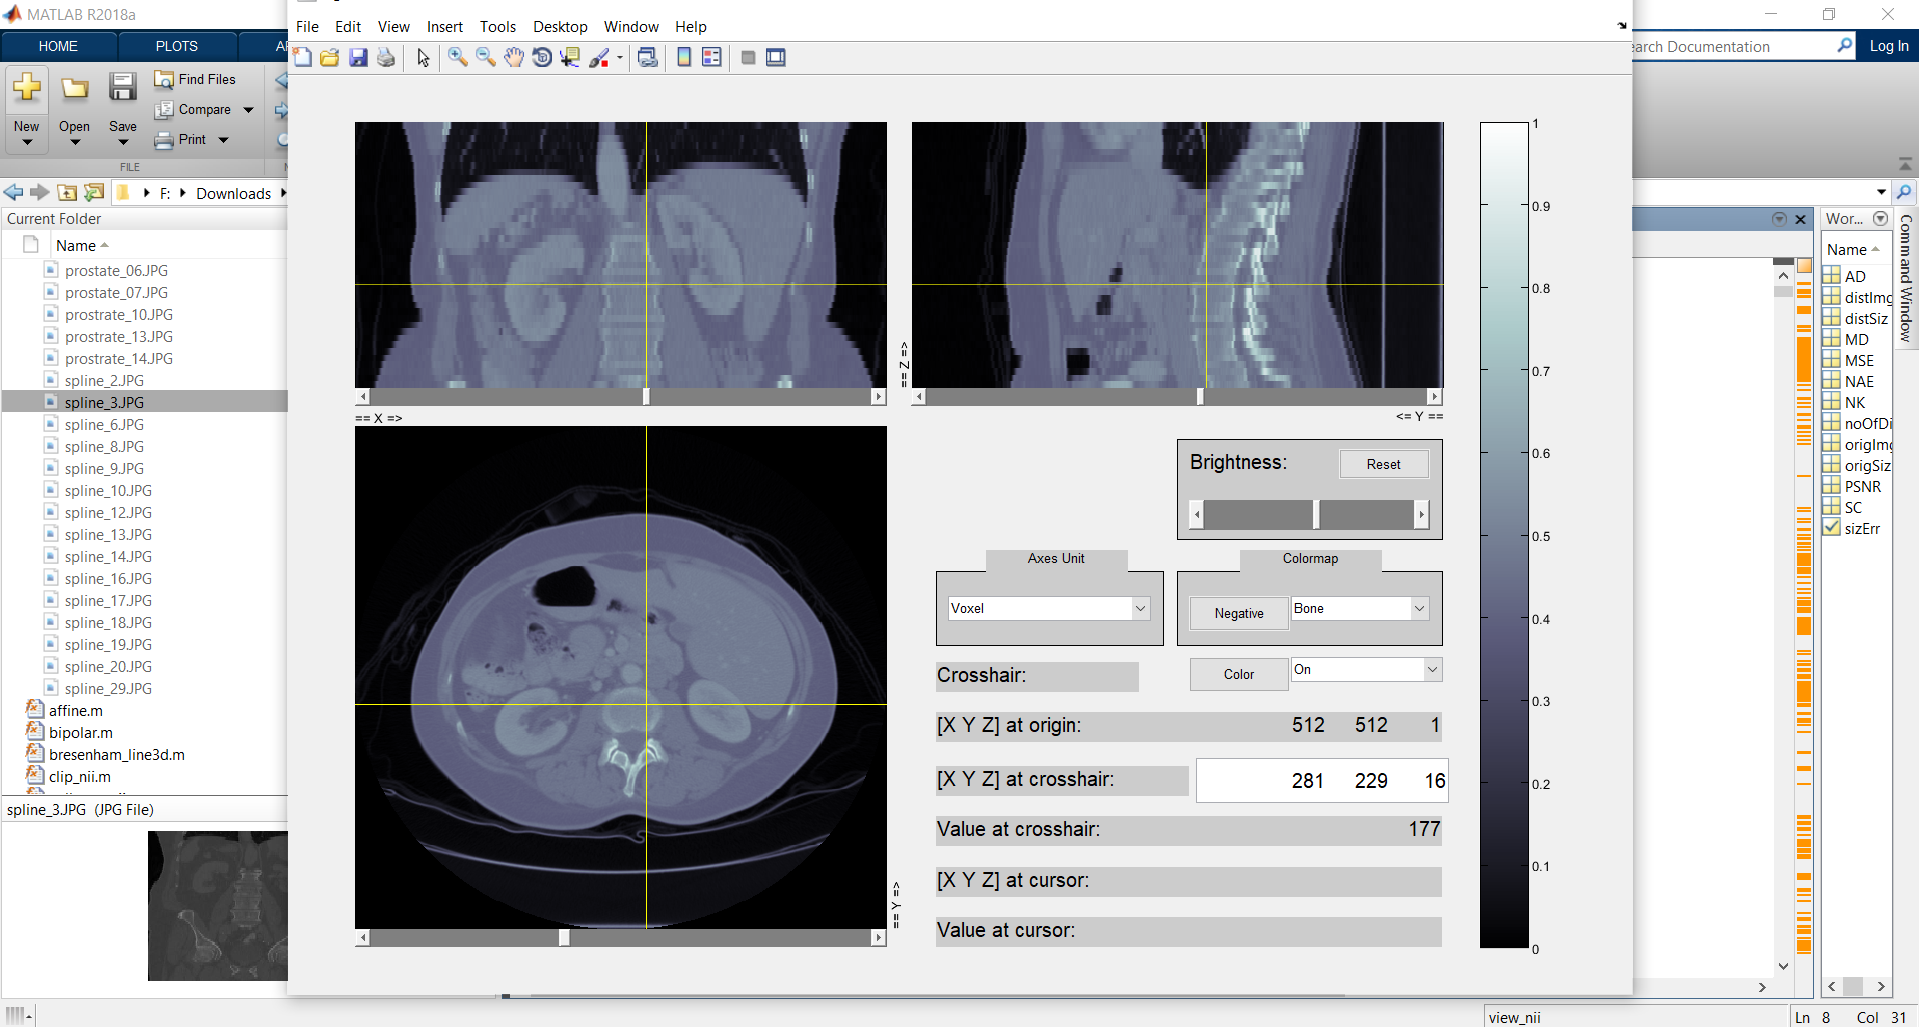 MATLAB R2018a
HOME
PLOTS
AP
New
Open
Save
Find Files
Compare
Print
FILE
F:
Downloads
Current Folder
Name
prostate_06.JPG
prostate_07.JPG
prostrate_10.JPG
prostrate_13.JPG
prostrate_14.JPG
spline_2.JPG
spline_3.JPG
spline_6.JPG
spline_8.JPG
spline_9.JPG
spline_10.JPG
spline_12.JPG
spline_13.JPG
spline_14.JPG
spline_16.JPG
spline_17.JPG
spline_18.JPG
spline_19.JPG
spline_20.JPG
spline_29.JPG
affine.m
bipolar.m
bresenham_line3d.m
clip_nii.m
spline_3.JPG (JPG File)
File Edit View Insert Tools Desktop Window Help
== X =>
== Z =>
<= Y ==
== Y =>
Brightness:
Reset
Axes Unit
Voxel
Colormap
Negative
Bone
Crosshair:
Color
On
[X Y Z] at origin: 512 512 1
[X Y Z] at crosshair: 281 229 16
Value at crosshair: 177
[X Y Z] at cursor:
Value at cursor:
1
0.9
0.8
0.7
0.6
0.5
0.4
0.3
0.2
0.1
0
earch Documentation
Log In
Wor...
Name
AD
distImg
distSiz
MD
MSE
NAE
NK
noOfDi
origImg
origSiz
PSNR
SC
sizErr
Command Window
view_nii
Ln 8 Col 31